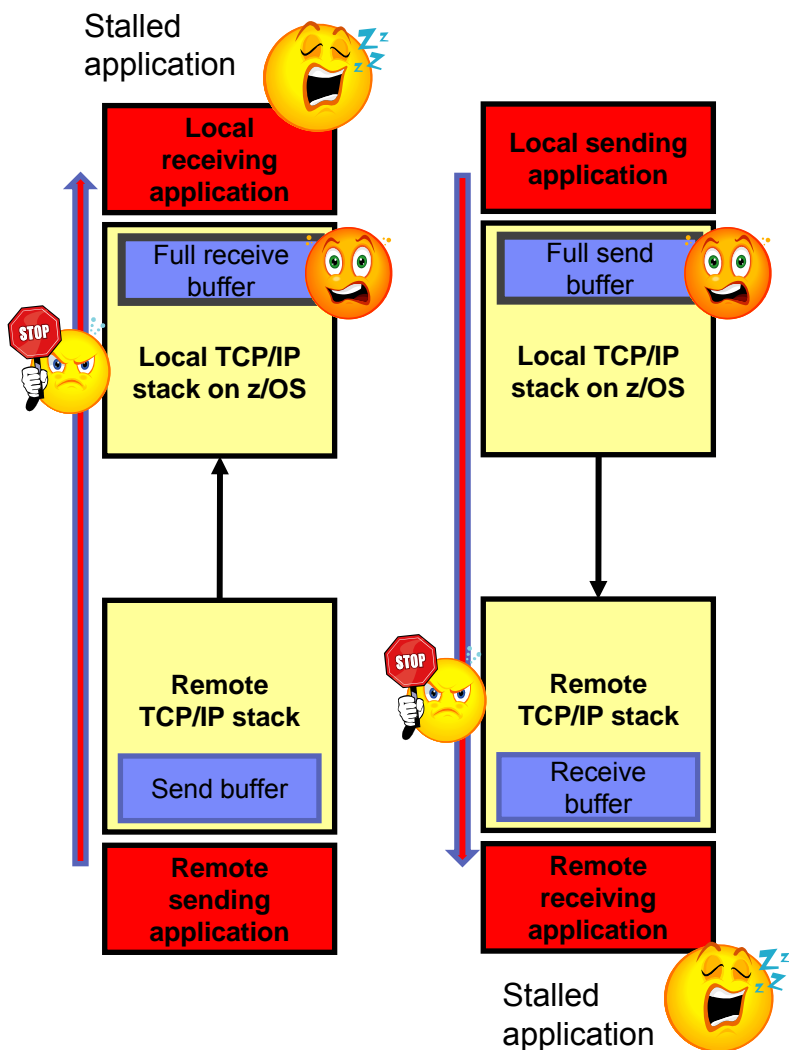 Stalled
application
Local
receiving
application
Full receive
buffer
STOP
Local TCP/IP
stack on z/OS
Remote
TCP/IP stack
Send buffer
Remote
sending
application
Local sending
application
Full send
buffer
Local TCP/IP
stack on z/OS
STOP
Remote
TCP/IP stack
Receive
buffer
Remote
receiving
application
Stalled
application
z
z
z
z
z
z
z
z